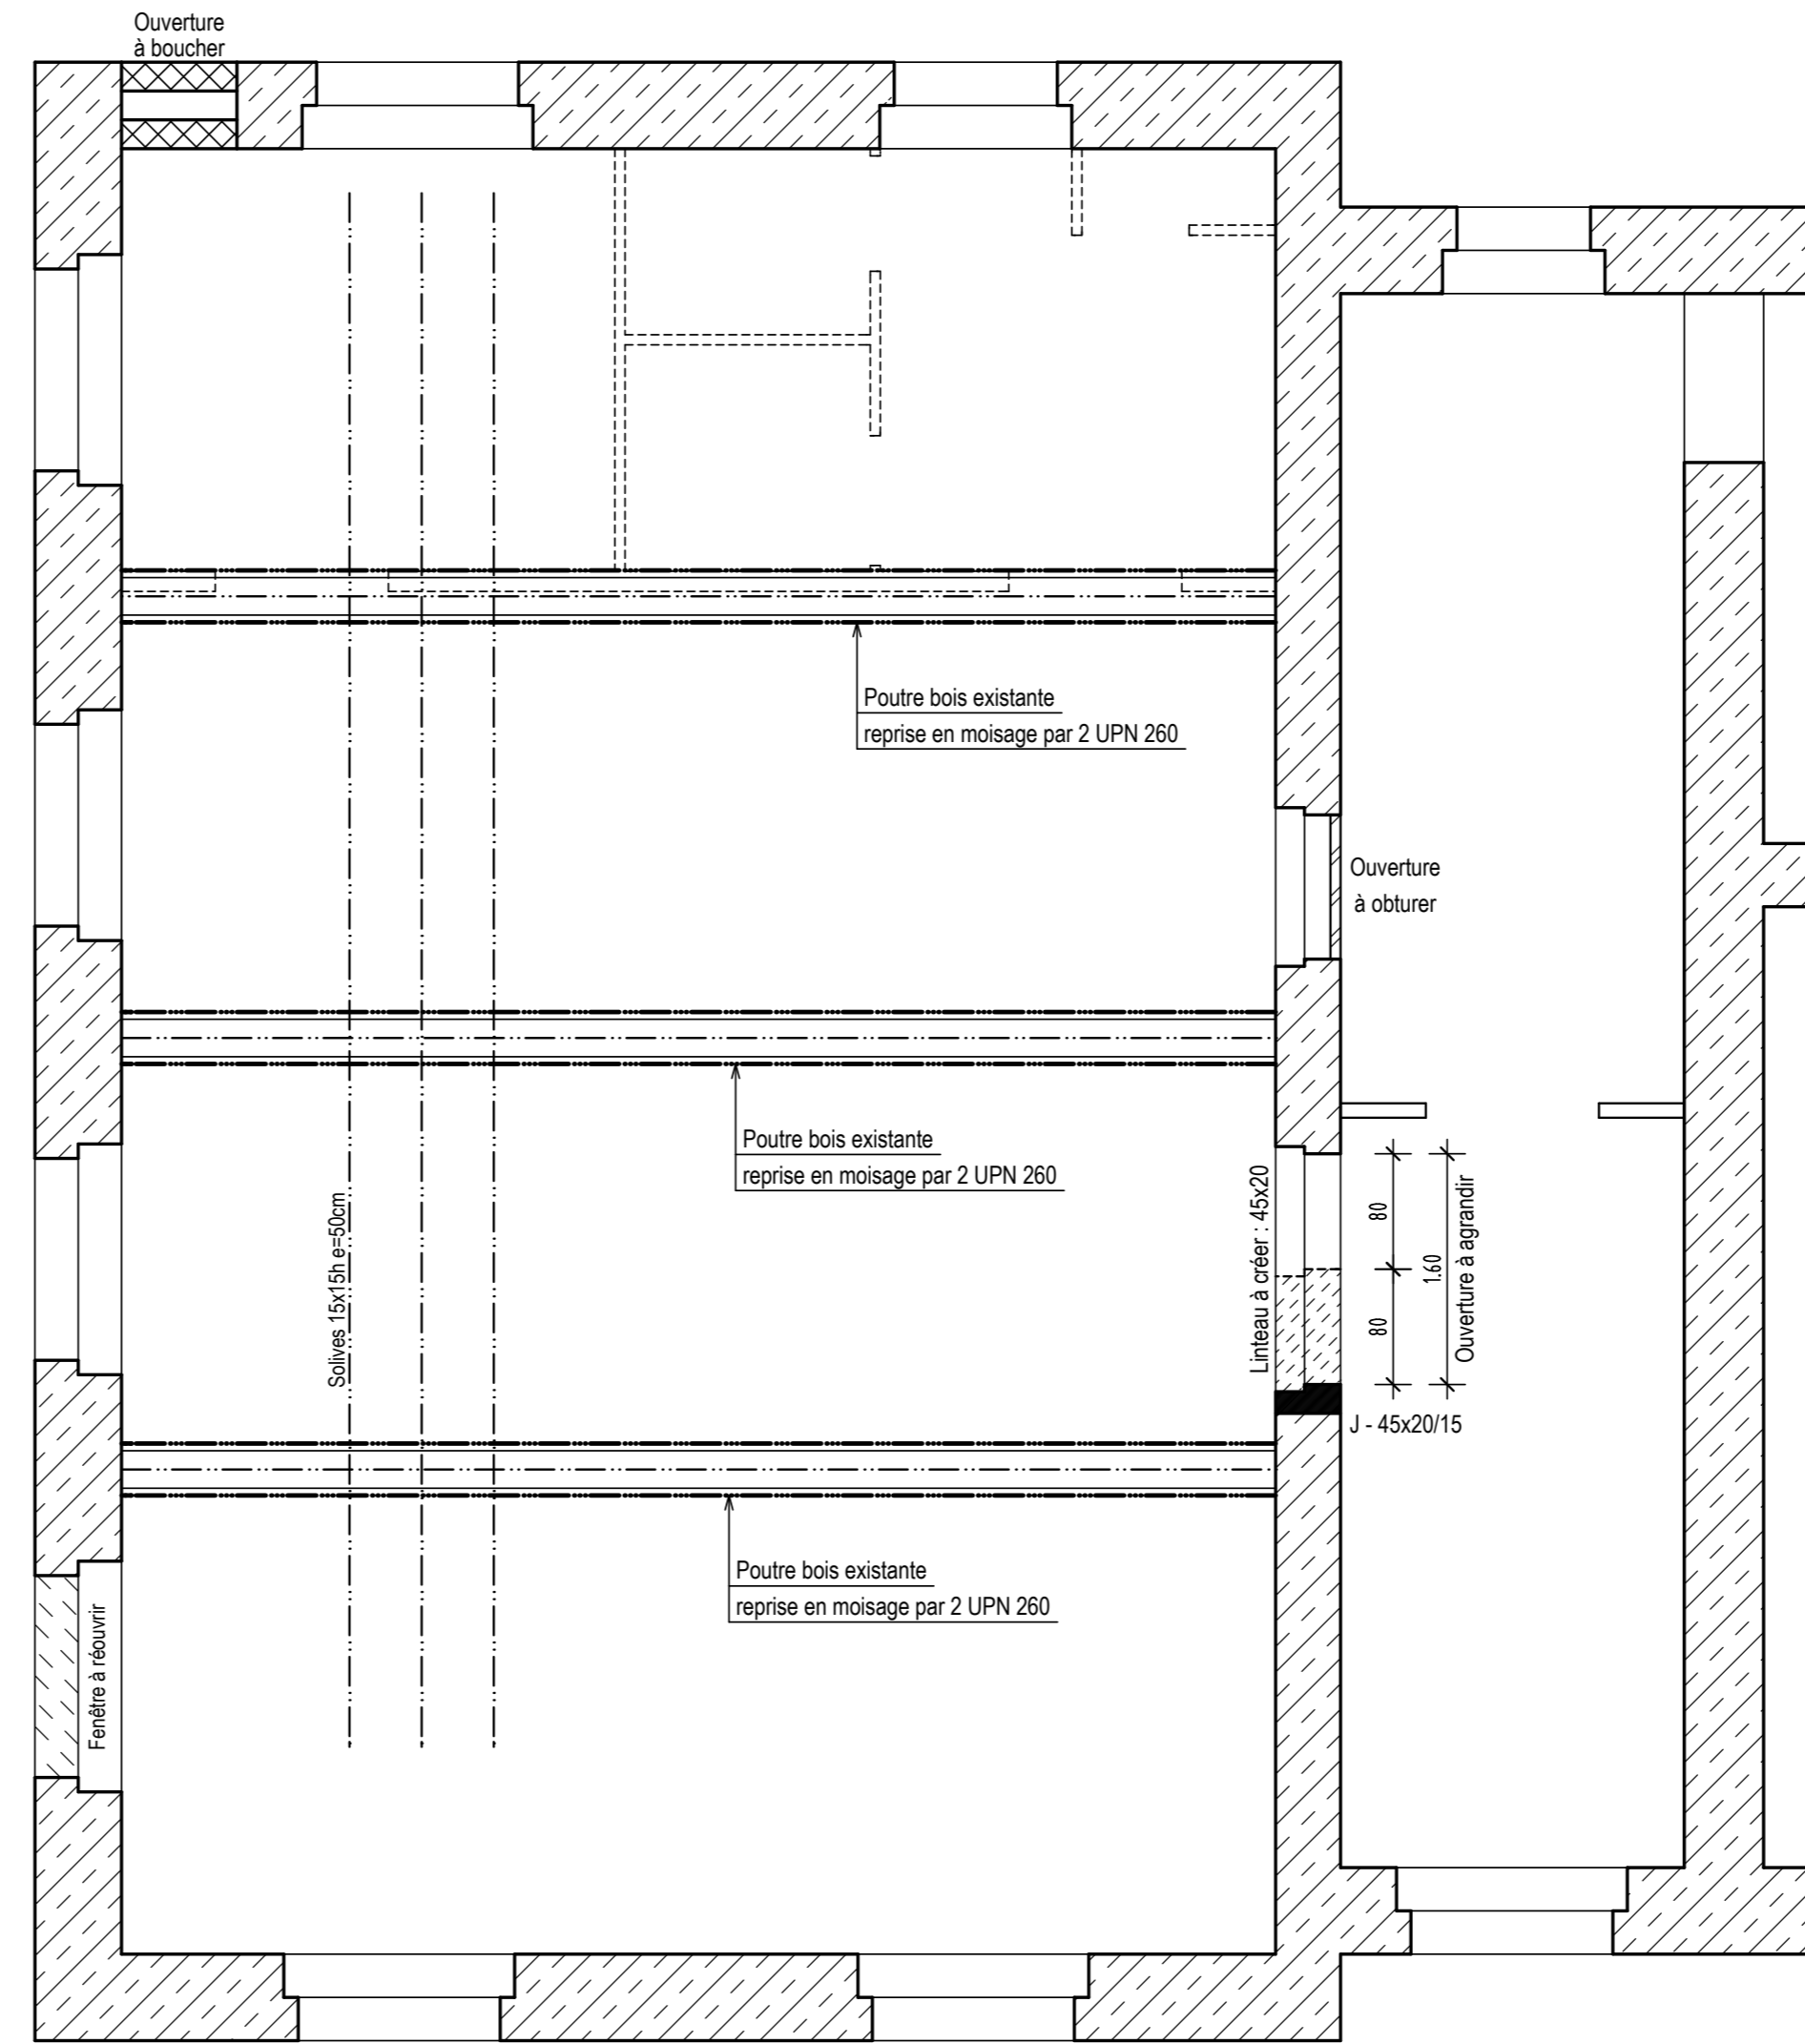 Ouverture
à boucher
Poutre bois existante
reprise en moisage par 2 UPN 260
Ouverture
à obturer
Poutre bois existante
reprise en moisage par 2 UPN 260
Solives 15x15h e=50cm
Linteau à créer : 45x20
80
80
1.60
Ouverture à agrandir
J - 45x20/15
Poutre bois existante
reprise en moisage par 2 UPN 260
Fenêtre à réouvrir